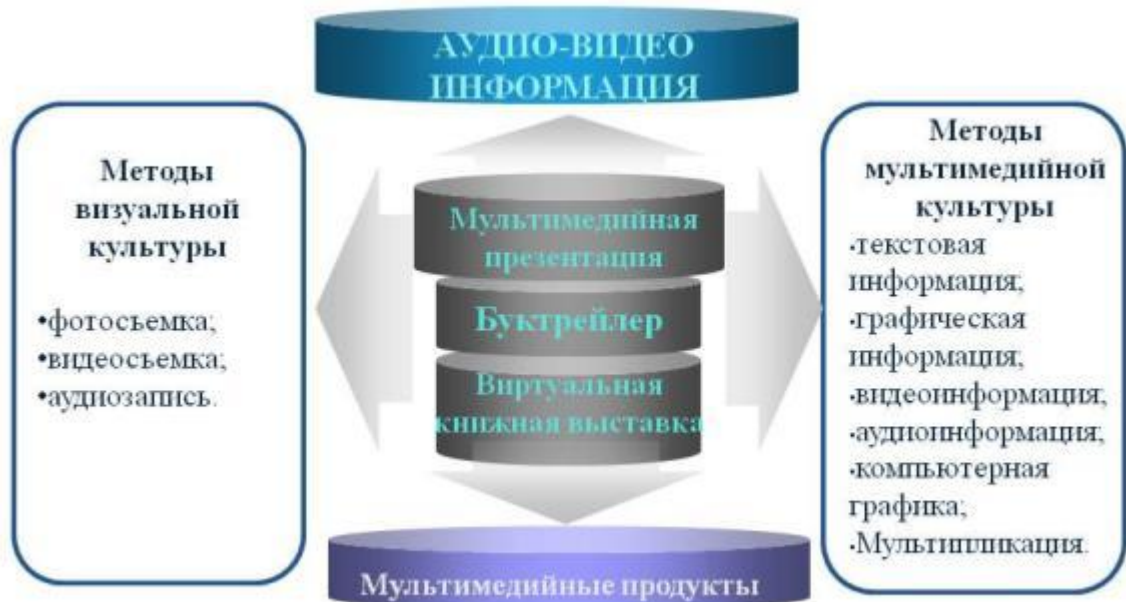 АУДИО-ВИДЕО
ИНФОРМАЦИЯ
Методы
визуальной
культуры
•фотосъемка;
•видеосъемка;
•аудиозапись.
Мультимедийная
презентация
Буктрейлер
Виртуальная
книжная выставка
Методы
мультимедийной
культуры
•текстовая
информация;
•графическая
информация;
•видеоинформация;
•аудиоинформация;
•компьютерная
графика;
•Мультипликация.
Мультимедийные продукты